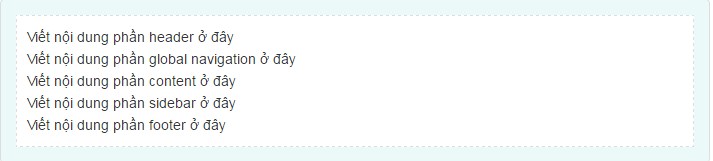 Viết nội dung phần header ở đây
Viết nội dung phần global navigation ở đây
Viết nội dung phần content ở đây
Viết nội dung phần sidebar ở đây
Viết nội dung phần footer ở đây